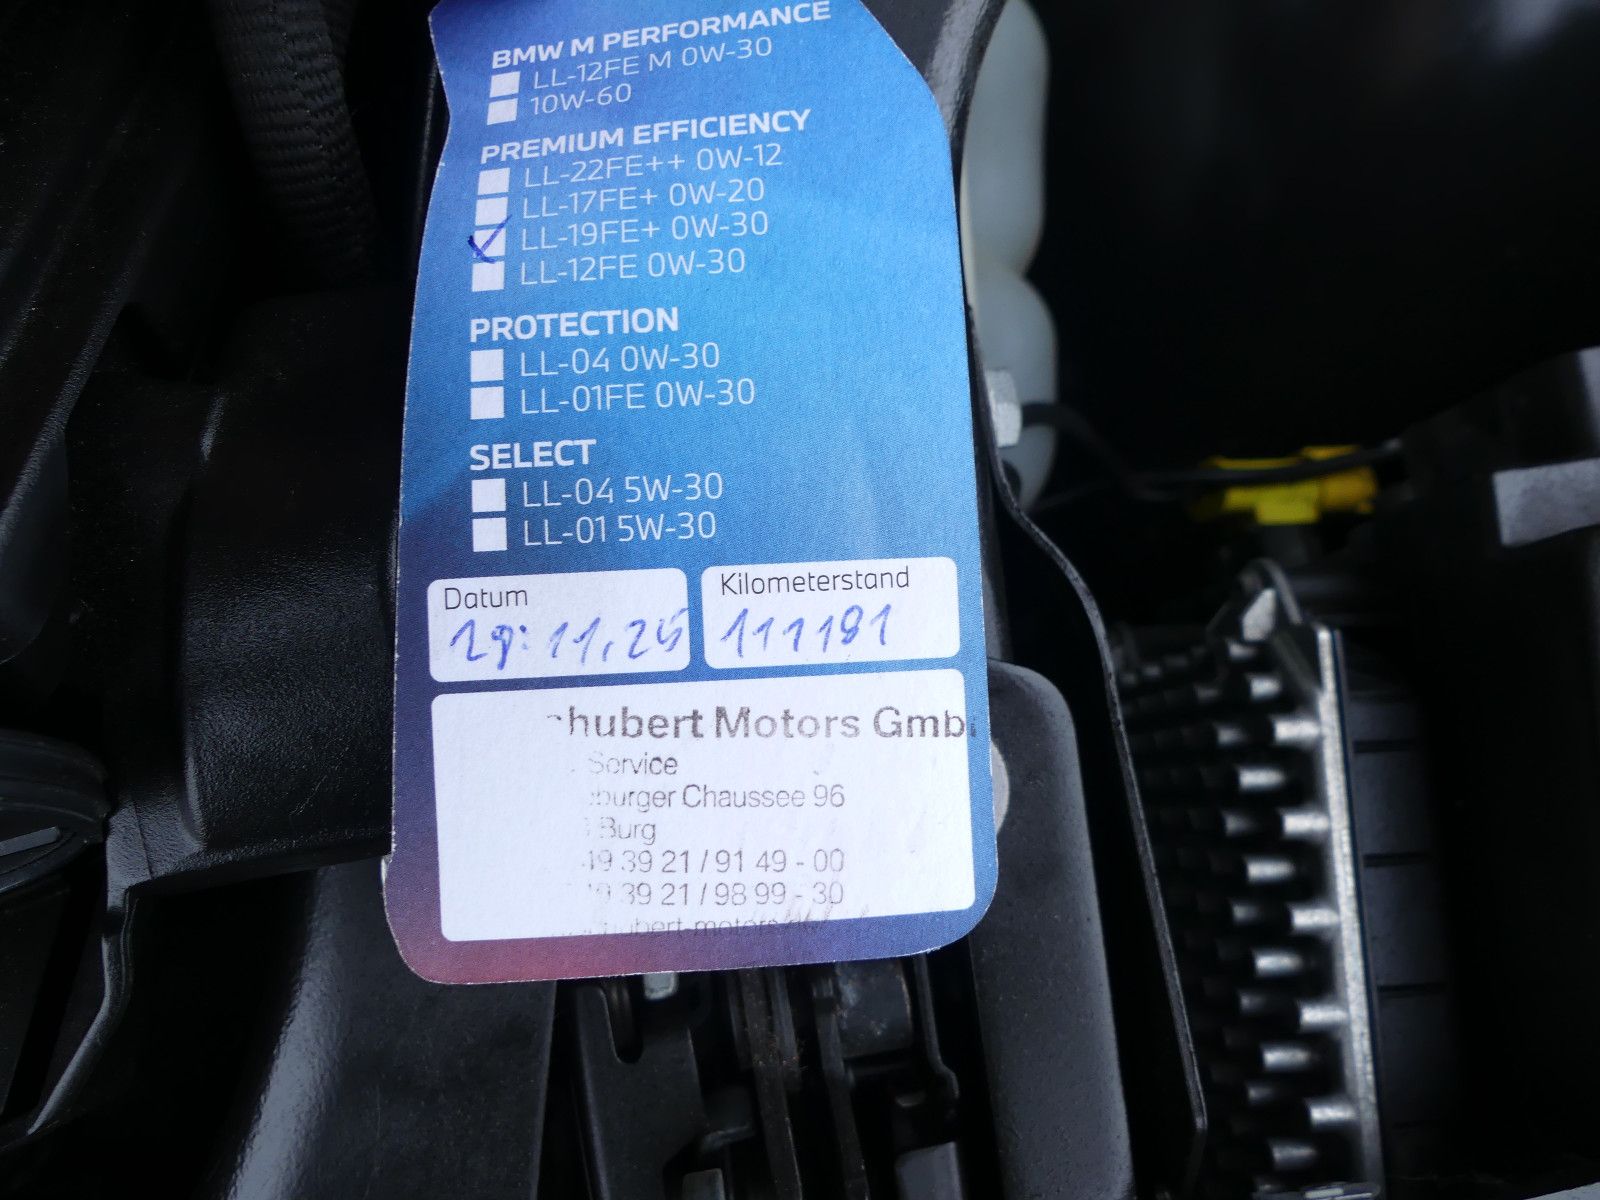 BMW M PERFORMANCE
LL-12FE M 0W-30
10W-60
PREMIUM EFFICIENCY
LL-22FE++ 0W-12
LL-17FE+ 0W-20
LL-19FE+ 0W-30
LL-12FE 0W-30
PROTECTION
LL-04 0W-30
LL-01FE 0W-30
SELECT
LL-04 5W-30
LL-01 5W-30
Datum
Kilometerstand
111181
hubert Motors Gmb
Service
burger Chaussee 96
Burg
49 39 21 / 91 49 - 00
39 21 / 98 99 - 30